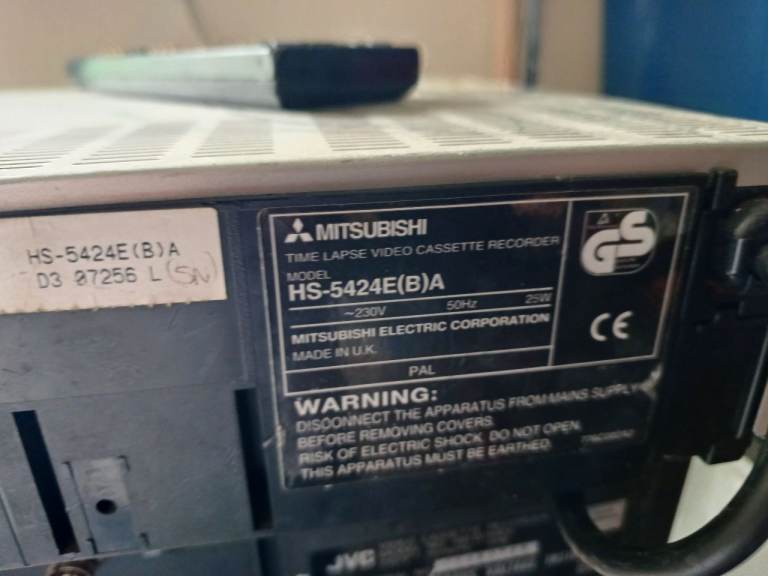 HS-5424E(B)A
D3 07256 L (SN)
MITSUBISHI
TIME LAPSE VIDEO CASSETTE RECORDER
MODEL
HS-5424E(B)A
~230V 50Hz 25W
MITSUBISHI ELECTRIC CORPORATION
MADE IN U.K.
PAL
GS
CE
WARNING:
DISCONNECT THE APPARATUS FROM MAINS SUPPLY
BEFORE REMOVING COVERS.
RISK OF ELECTRIC SHOCK DO NOT OPEN
THIS APPARATUS MUST BE EARTHED.
JVC